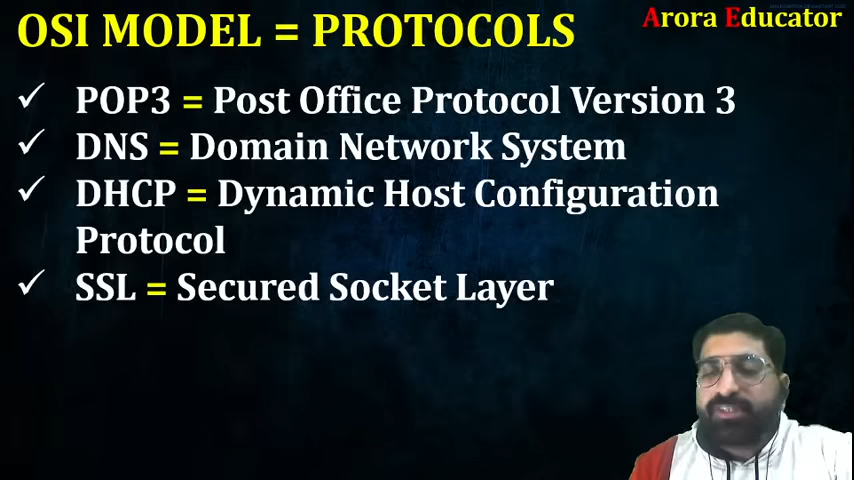 OSI MODEL = PROTOCOLS
Arora Educator
✓ POP3 = Post Office Protocol Version 3
✓ DNS = Domain Network System
✓ DHCP = Dynamic Host Configuration
Protocol
✓ SSL = Secured Socket Layer